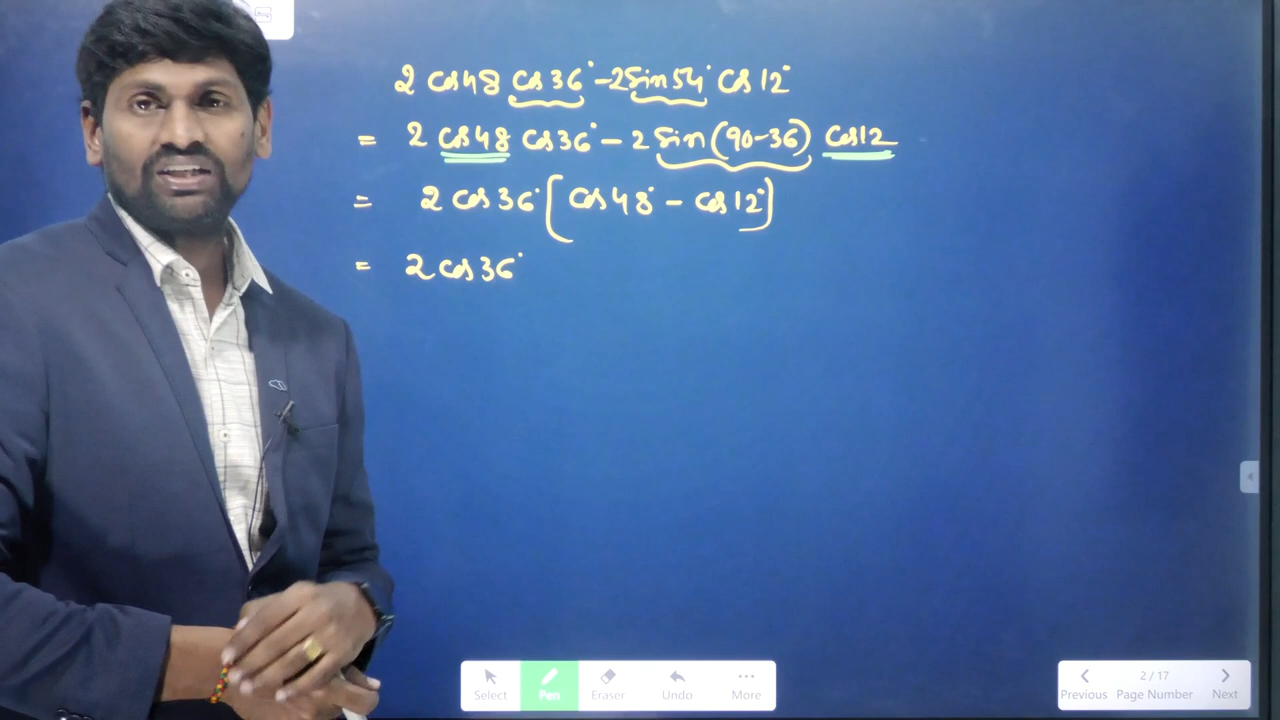 2 cos48 cos36° - 2sin54° cos12°
= 2 cos48 cos36° - 2 sin(90-36) cos12
= 2 cos36° [cos48° - cos12°]
= 2 cos36°
Select Pen Eraser Undo More
2 / 17
Previous Page Number Next